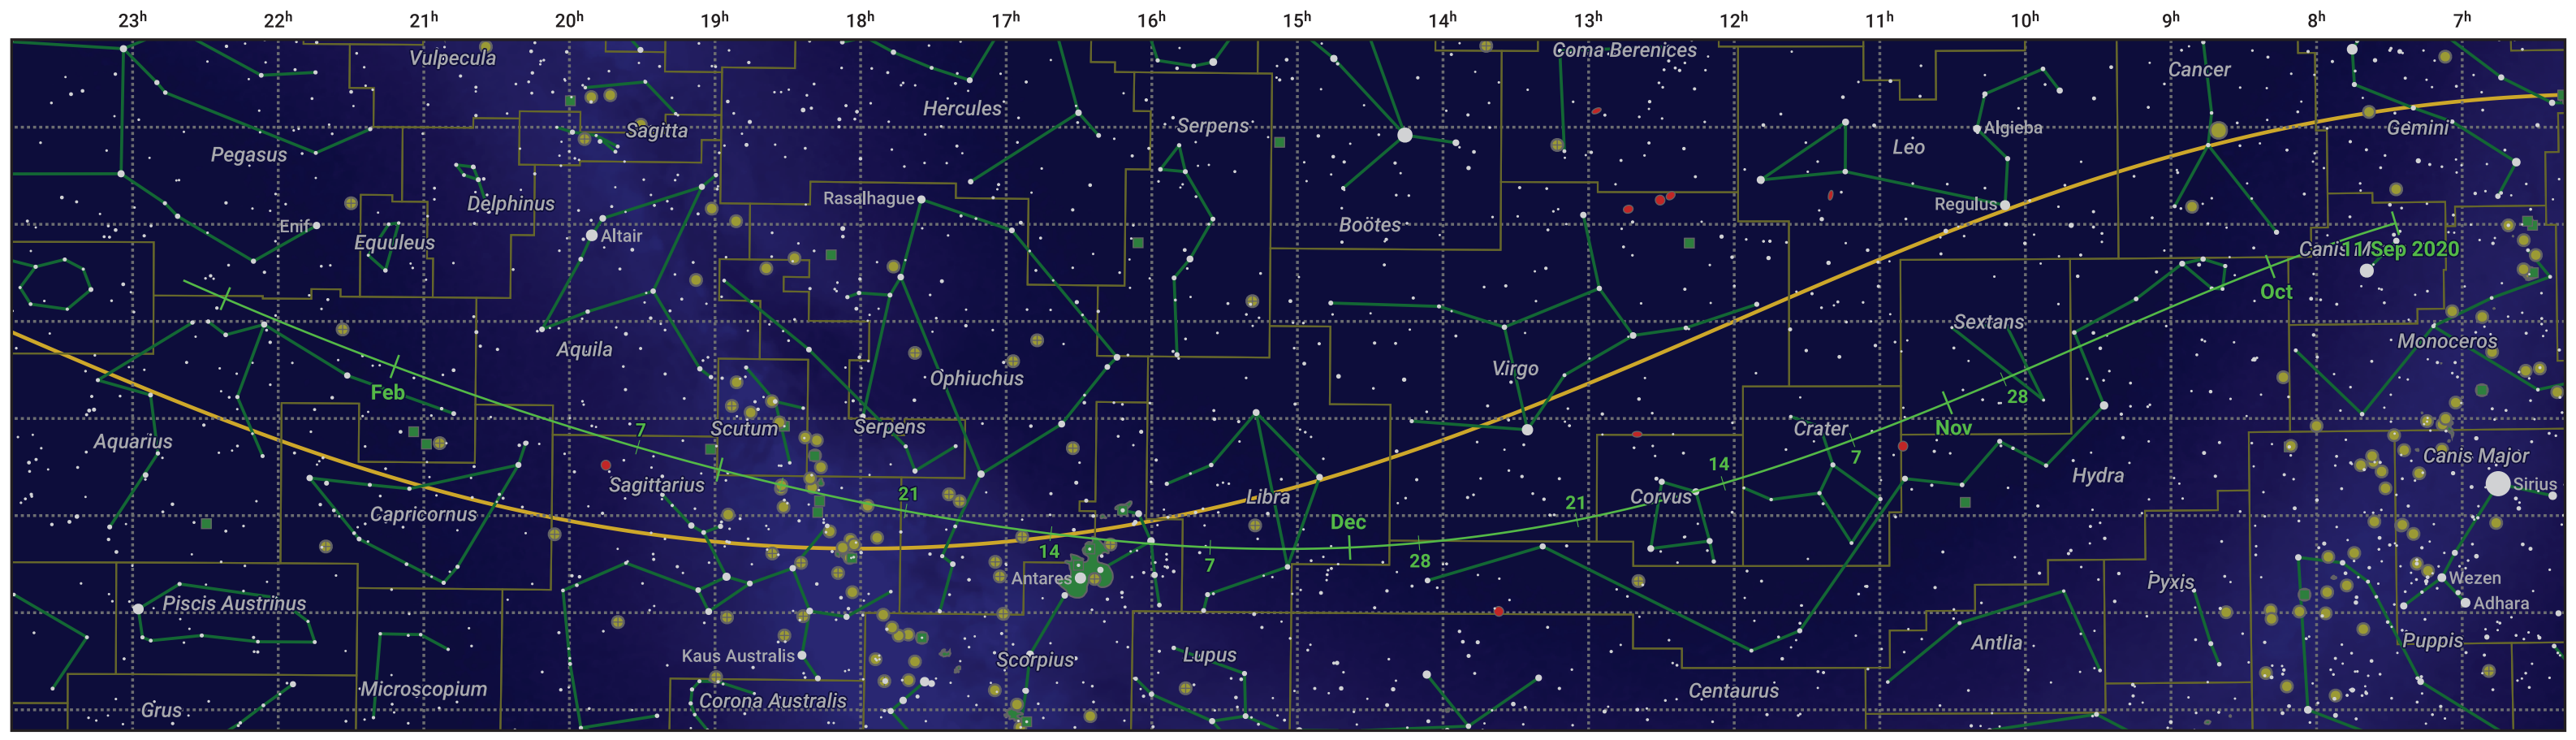 23h 22h 21h 20h 19h 18h 17h 16h 15h 14h 13h 12h 11h 10h 9h 8h 7h
Vulpecula
Coma Berenices
Cancer
Hercules
Sagitta
Serpens
Algieba
Gemini
Pegasus
Leo
Delphinus
Rasalhague
Regulus
Enif
Equuleus
Altair
Boötes
Canis M
11 Sep 2020
Oct
Sextans
Aquila
Monoceros
Ophiuchus
Virgo
Feb
28
Aquarius
7
Scutum
Serpens
Crater
Nov
7
Canis Major
Sagittarius
14
Hydra
Sirius
21
Libra
Corvus
21
Capricornus
Dec
14
7
28
Antares
Pyxis
Wezen
Piscis Austrinus
Adhara
Kaus Australis
Scorpius
Lupus
Antlia
Puppis
Microscopium
Corona Australis
Centaurus
Grus